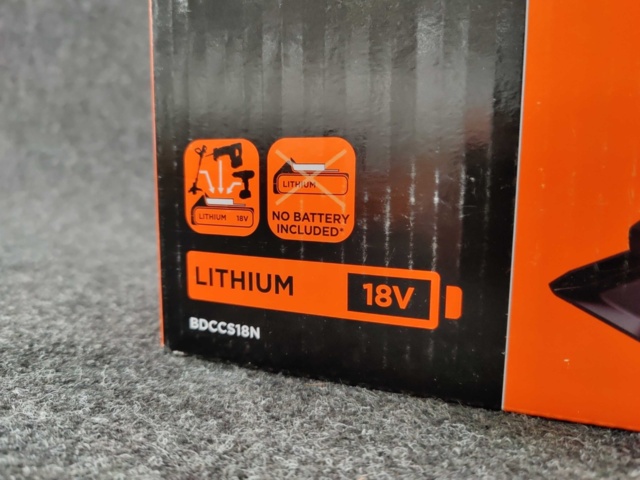 LITHIUM 18V
LITHIUM
NO BATTERY
INCLUDED*
LITHIUM 18V
BDCCS18N